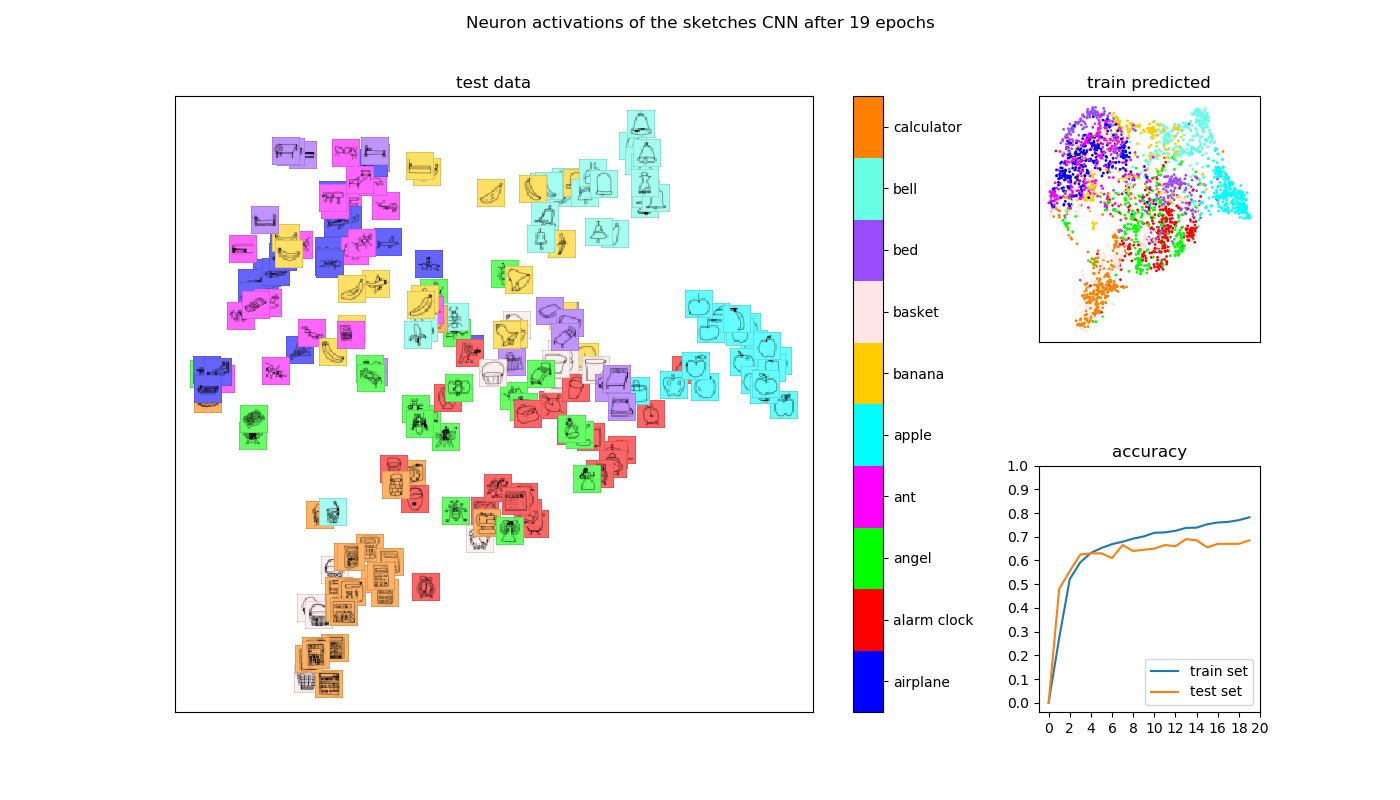 Neuron activations of the sketches CNN after 19 epochs
test data
calculator
bell
bed
basket
banana
apple
ant
angel
alarm clock
airplane
train predicted
accuracy
1.0
0.9
0.8
0.7
0.6
0.5
0.4
0.3
0.2
0.1
0.0
train set
test set
0 2 4 6 8 10 12 14 16 18 20